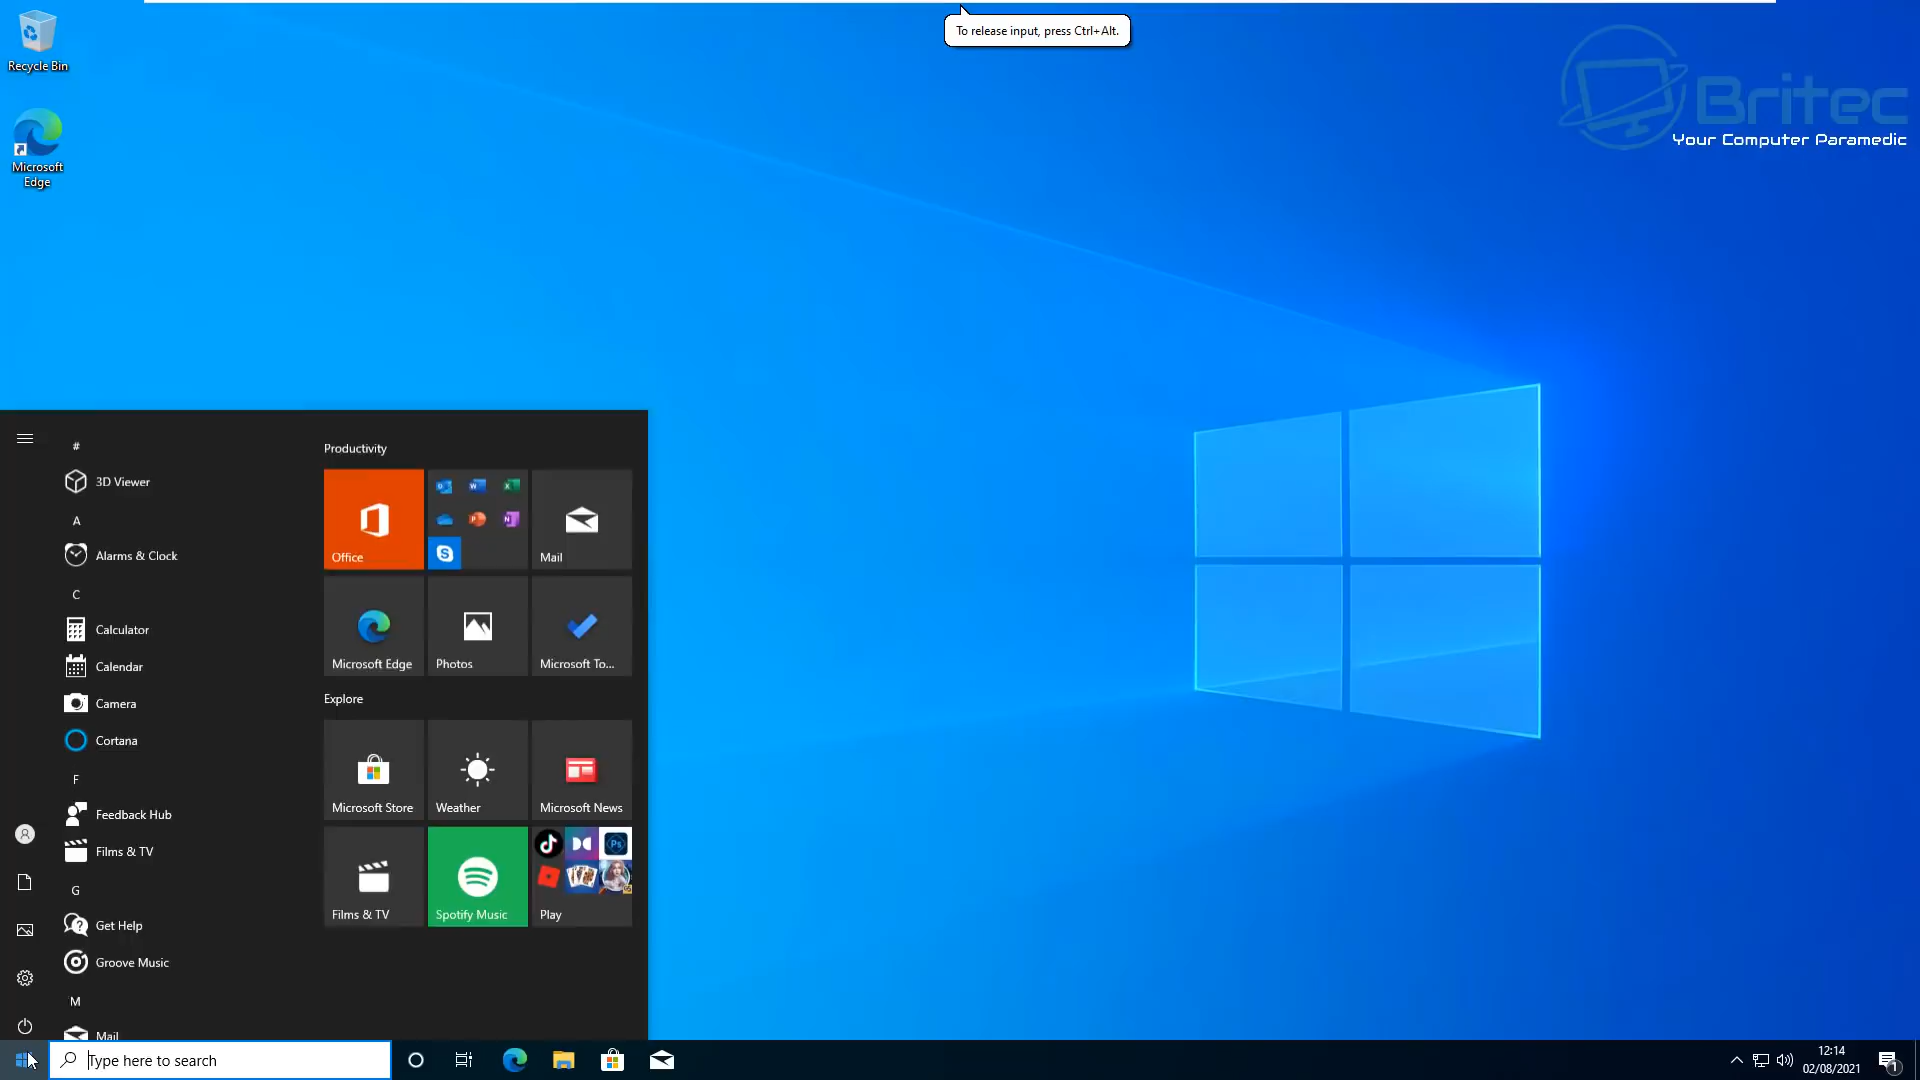 To release input, press Ctrl+Alt.
Recycle Bin
Microsoft
Edge
Britec
Your Computer Paramedic
#
3D Viewer
A
Alarms & Clock
C
Calculator
Calendar
Camera
Cortana
F
Feedback Hub
Films & TV
G
Get Help
Groove Music
M
Mail
Productivity
Office
Mail
Microsoft Edge
Photos
Microsoft To...
Explore
Microsoft Store
Weather
Microsoft News
Films & TV
Spotify Music
Play
Type here to search
12:14
02/08/2021
1